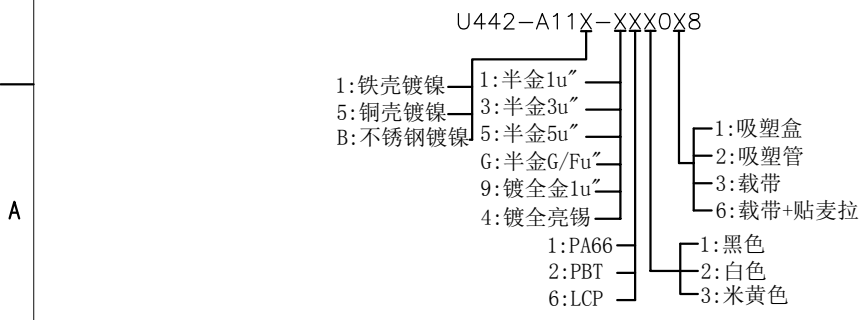 U442-A11X-XXX0X8
1:铁壳镀镍
5:铜壳镀镍
B:不锈钢镀镍
1:半金1u″
3:半金3u″
5:半金5u″
G:半金G/Fu″
9:镀全金1u″
4:镀全亮锡
1:PA66
2:PBT
6:LCP
1:黑色
2:白色
3:米黄色
1:吸塑盒
2:吸塑管
3:载带
6:载带+贴麦拉
A